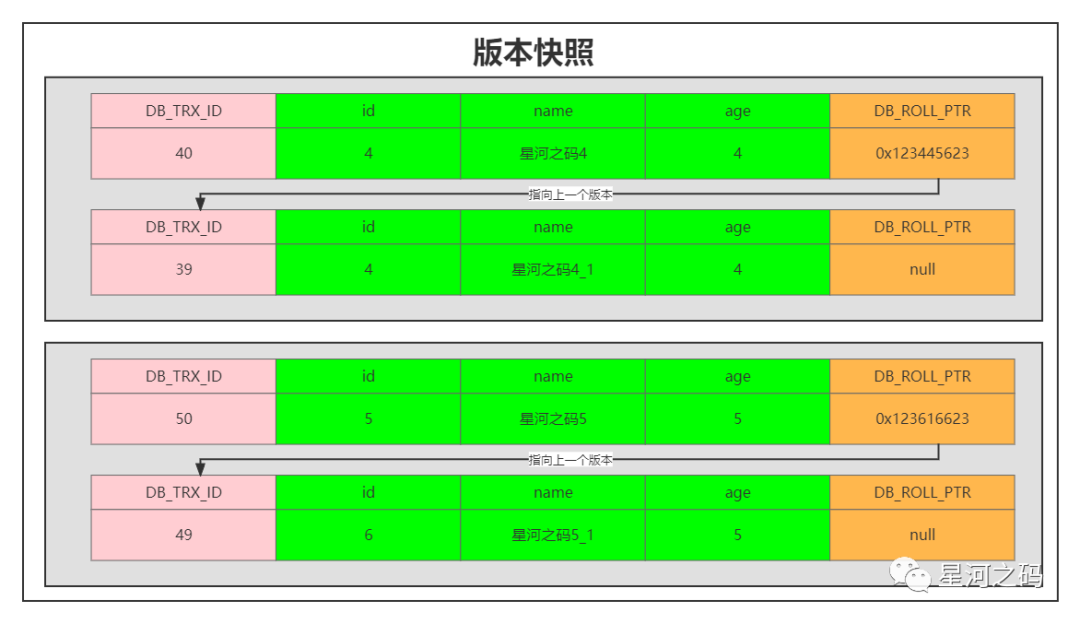 版本快照
DB_TRX_ID id name age DB_ROLL_PTR
40 4 星河之码4 4 0x123445623
指向上一个版本
DB_TRX_ID id name age DB_ROLL_PTR
39 4 星河之码4_1 4 null
DB_TRX_ID id name age DB_ROLL_PTR
50 5 星河之码5 5 0x123616623
指向上一个版本
DB_TRX_ID id name age DB_ROLL_PTR
49 6 星河之码5_1 5 null
星河之码